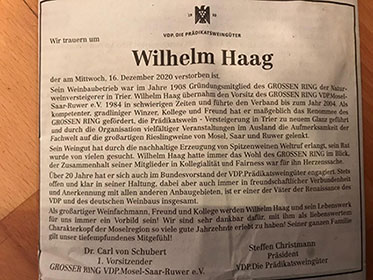 19 10
VDP. DIE PRÄDIKATSWEINGÜTER
Wir trauern um
Wilhelm Haag
der am Mittwoch, 16. Dezember 2020 verstorben ist.
Sein Weinbaubetrieb war im Jahre 1908 Gründungsmitglied des GROSSEN RING der Natur-
weinversteigerer in Trier. Wilhelm Haag übernahm den Vorsitz des GROSSEN RING VDP.Mosel-
Saar-Ruwer e.V. 1984 in schwierigen Zeiten und führte den Verband bis zum Jahr 2004. Als
kompetenter, gradliniger Winzer, Kollege und Freund hat er maßgeblich das Renommee des
GROSSEN RING gefördert, die Prädikatswein - Versteigerung in Trier zu neuem Glanz geführt
und durch die Organisation vielfältiger Veranstaltungen im Ausland die Aufmerksamkeit der
Fachwelt auf die großartigen Rieslingweine von Mosel, Saar und Ruwer gelenkt.
Sein Weingut hat durch die nachhaltige Erzeugung von Spitzenweinen Weltruf erlangt, sein Rat
wurde von vielen gesucht. Wilhelm Haag hatte immer das Wohl des GROSSEN RING im Blick,
der Zusammenhalt seiner Mitglieder in Kollegialität und Fairness war für ihn Herzenssache.
Über 20 Jahre hat er sich auch im Bundesvorstand der VDP.Prädikatsweingüter engagiert. Stets
offen und klar in seiner Haltung, dabei aber auch immer in freundschaftlicher Verbundenheit
und Anerkennung mit allen anderen Anbaugebieten, ist er einer der Väter der Renaissance des
VDP und des deutschen Weinbaus insgesamt.
Als großartiger Weinfachmann, Freund und Kollege werden Wilhelm Haag und sein Lebenswerk
für uns immer ein Vorbild sein! Wir sind sehr dankbar dafür, mit ihm als liebenswertem
Charakterkopf der Moselregion so viele gute Jahrzehnte erlebt zu haben! Seiner ganzen Familie
gilt unser tiefempfundenes Mitgefühl!
Dr. Carl von Schubert
1. Vorsitzender
GROSSER RING VDP.Mosel-Saar-Ruwer e.V.
Steffen Christmann
Präsident
VDP.Prädikatsweingüter